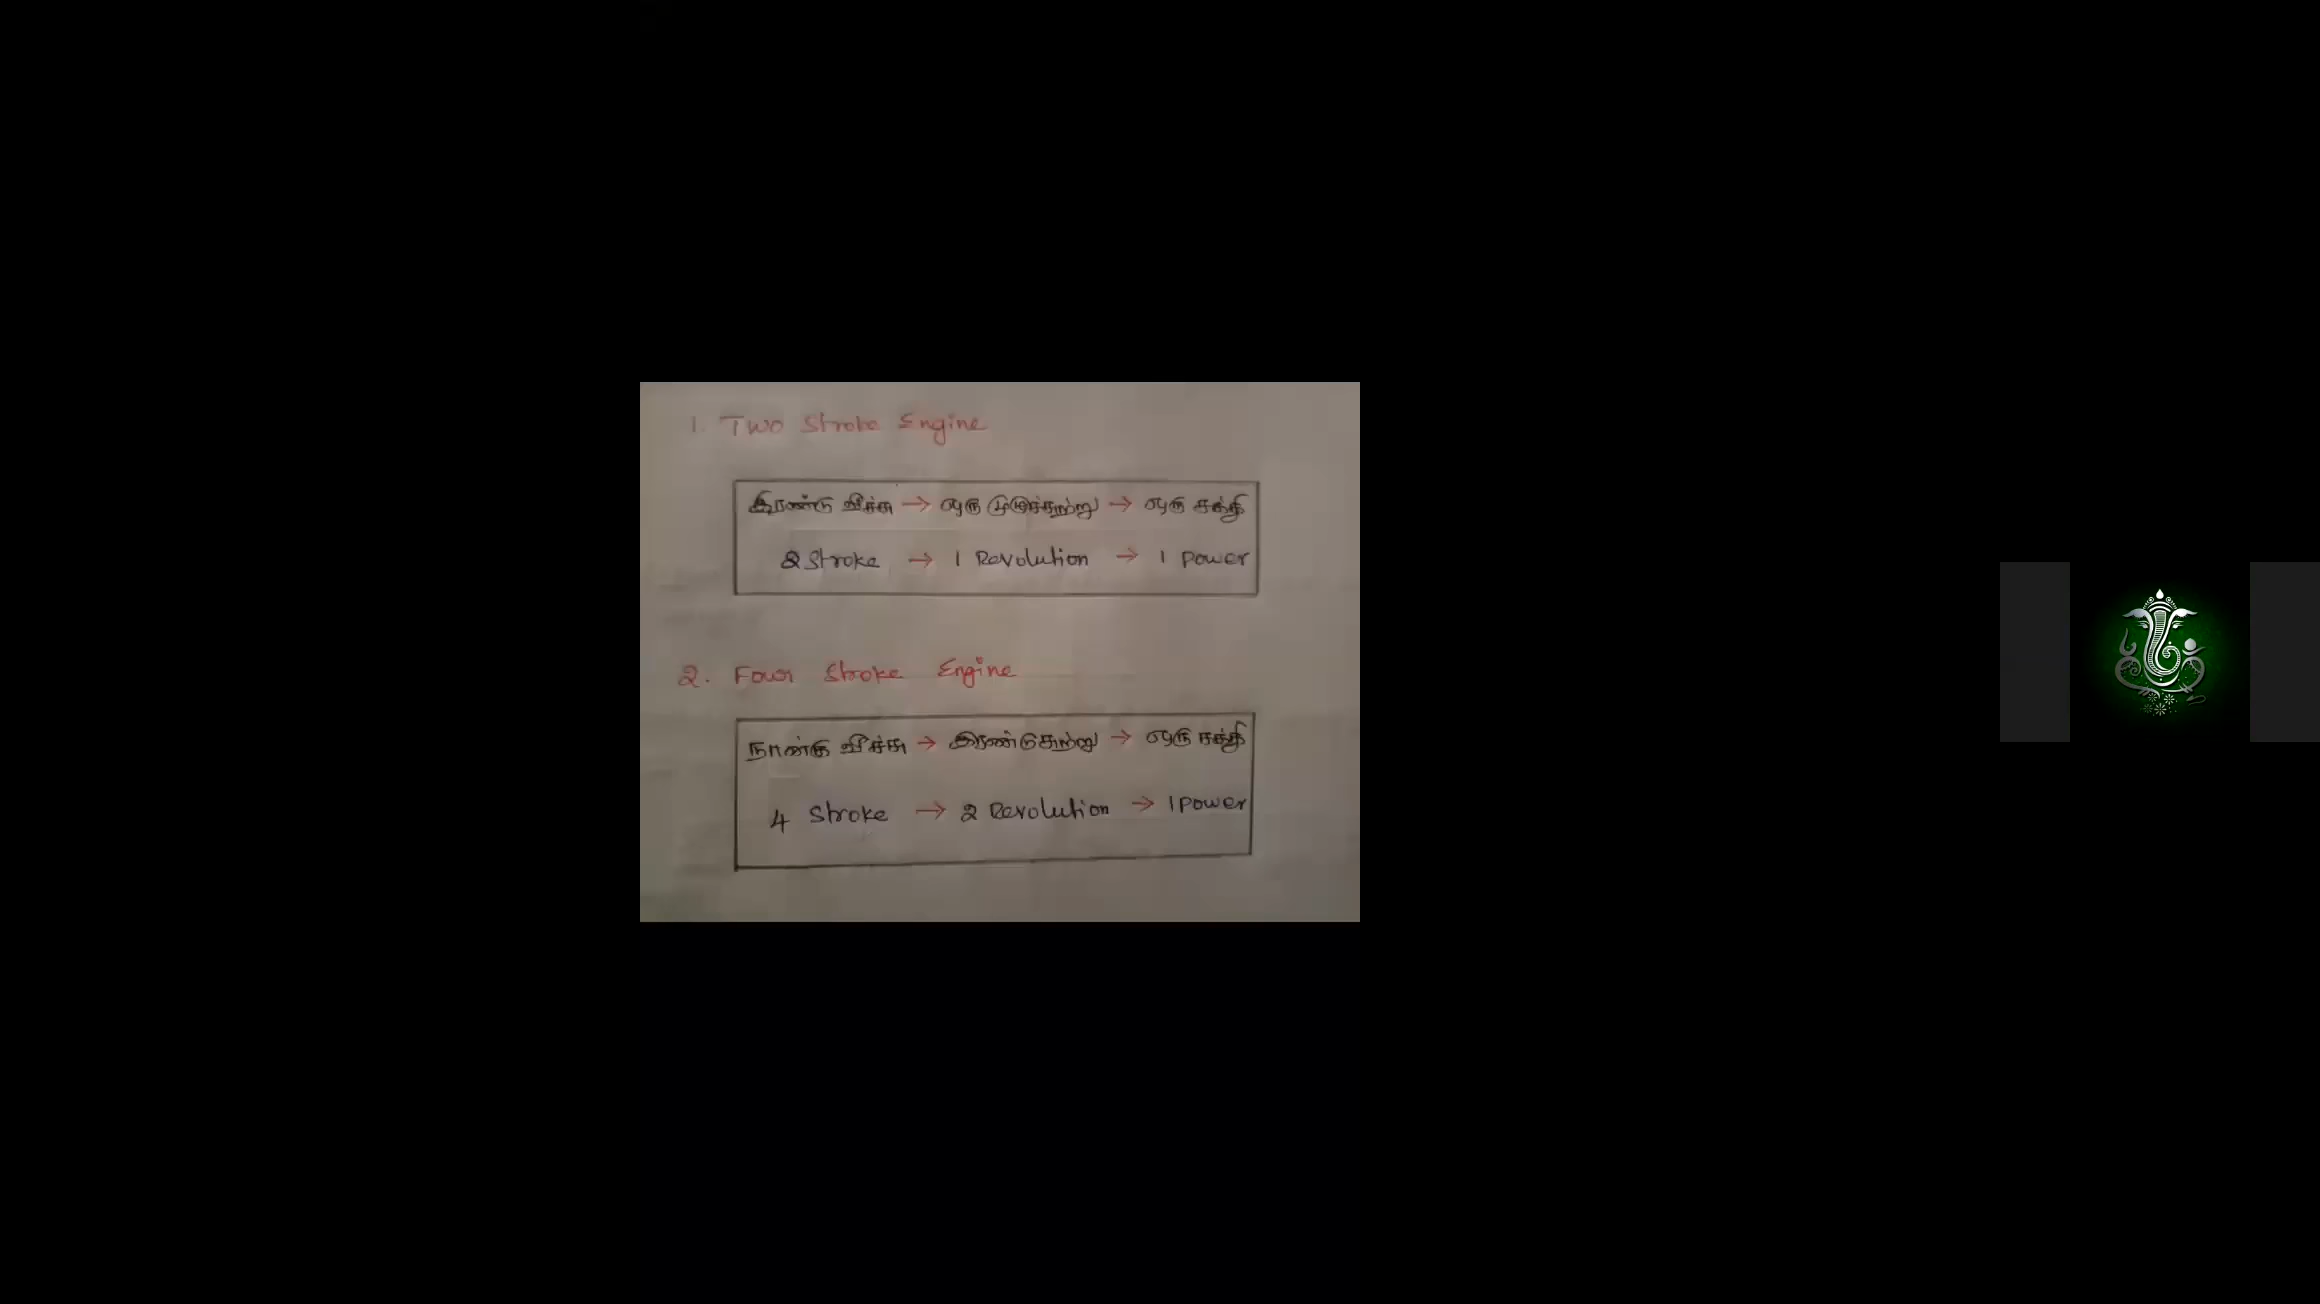 1. Two Stroke Engine
இரண்டு வீச்சு → ஒரு முழுச்சுற்று → ஒரு சக்தி
2 Stroke → 1 Revolution → 1 Power
2. Four Stroke Engine
நான்கு வீச்சு → இரண்டுசுற்று → ஒரு சக்தி
4 Stroke → 2 Revolution → 1 Power